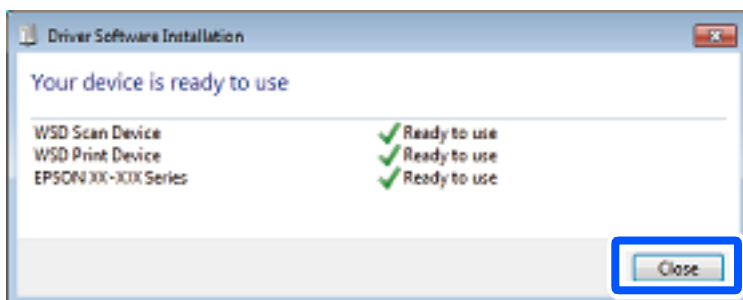 Driver Software Installation
Your device is ready to use
WSD Scan Device Ready to use
WSD Print Device Ready to use
EPSON XX-XXX Series Ready to use
Close